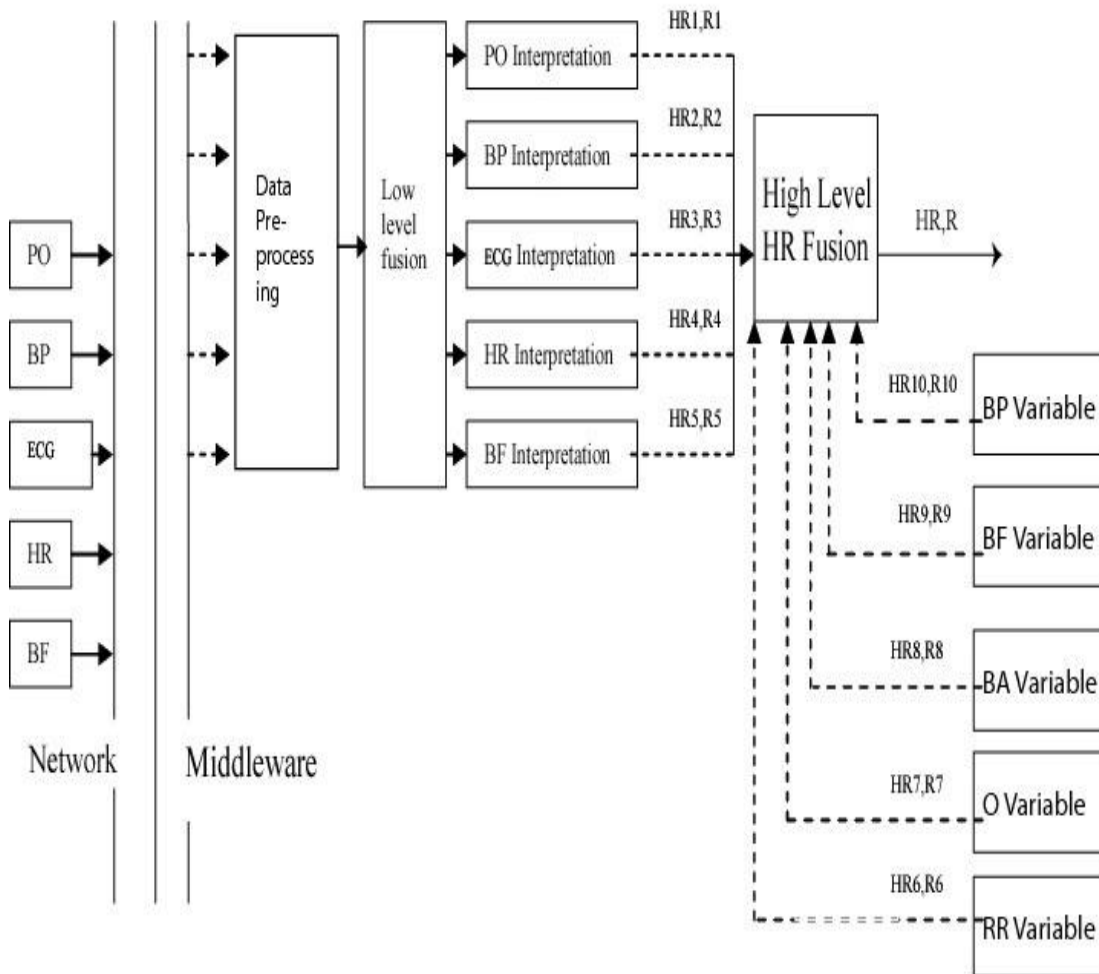 PO
BP
ECG
HR
BF
Network
Middleware
Data
Pre-
process
ing
Low
level
fusion
PO Interpretation
BP Interpretation
ECG Interpretation
HR Interpretation
BF Interpretation
HR1,R1
HR2,R2
HR3,R3
HR4,R4
HR5,R5
High Level
HR Fusion
HR,R
HR10,R10
BP Variable
HR9,R9
BF Variable
HR8,R8
BA Variable
HR7,R7
O Variable
HR6,R6
RR Variable